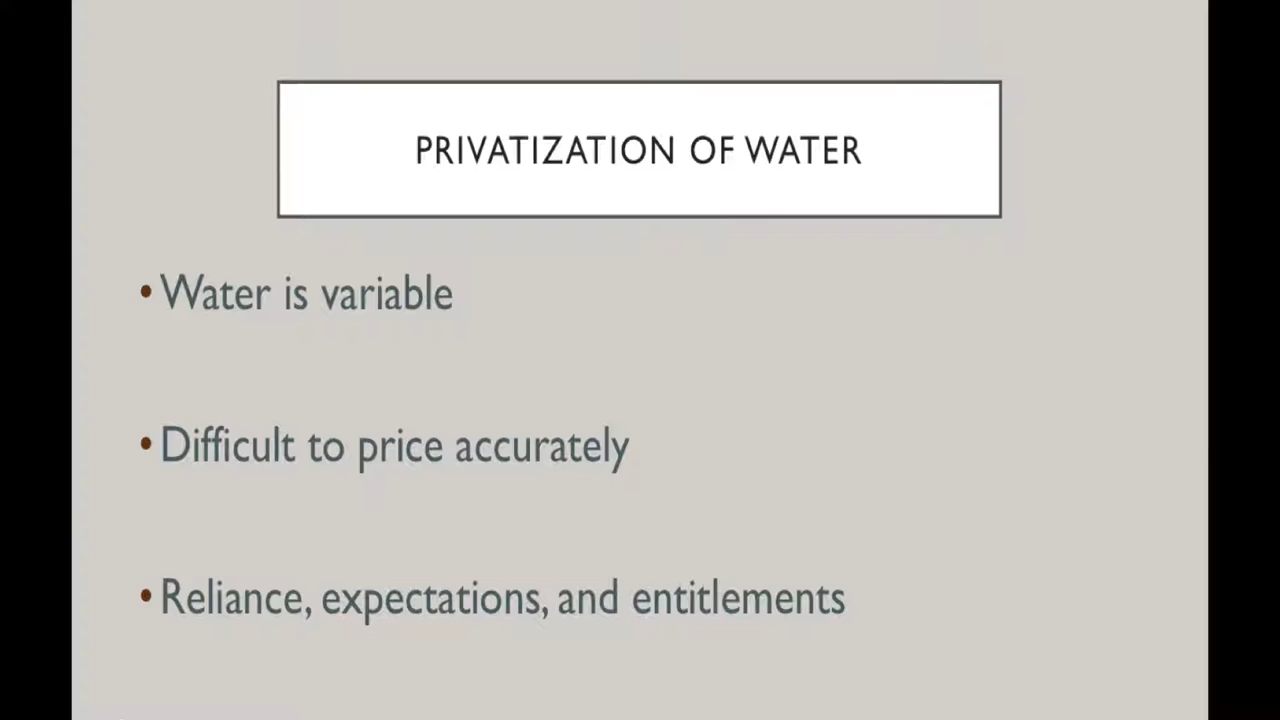 PRIVATIZATION OF WATER
• Water is variable
• Difficult to price accurately
• Reliance, expectations, and entitlements